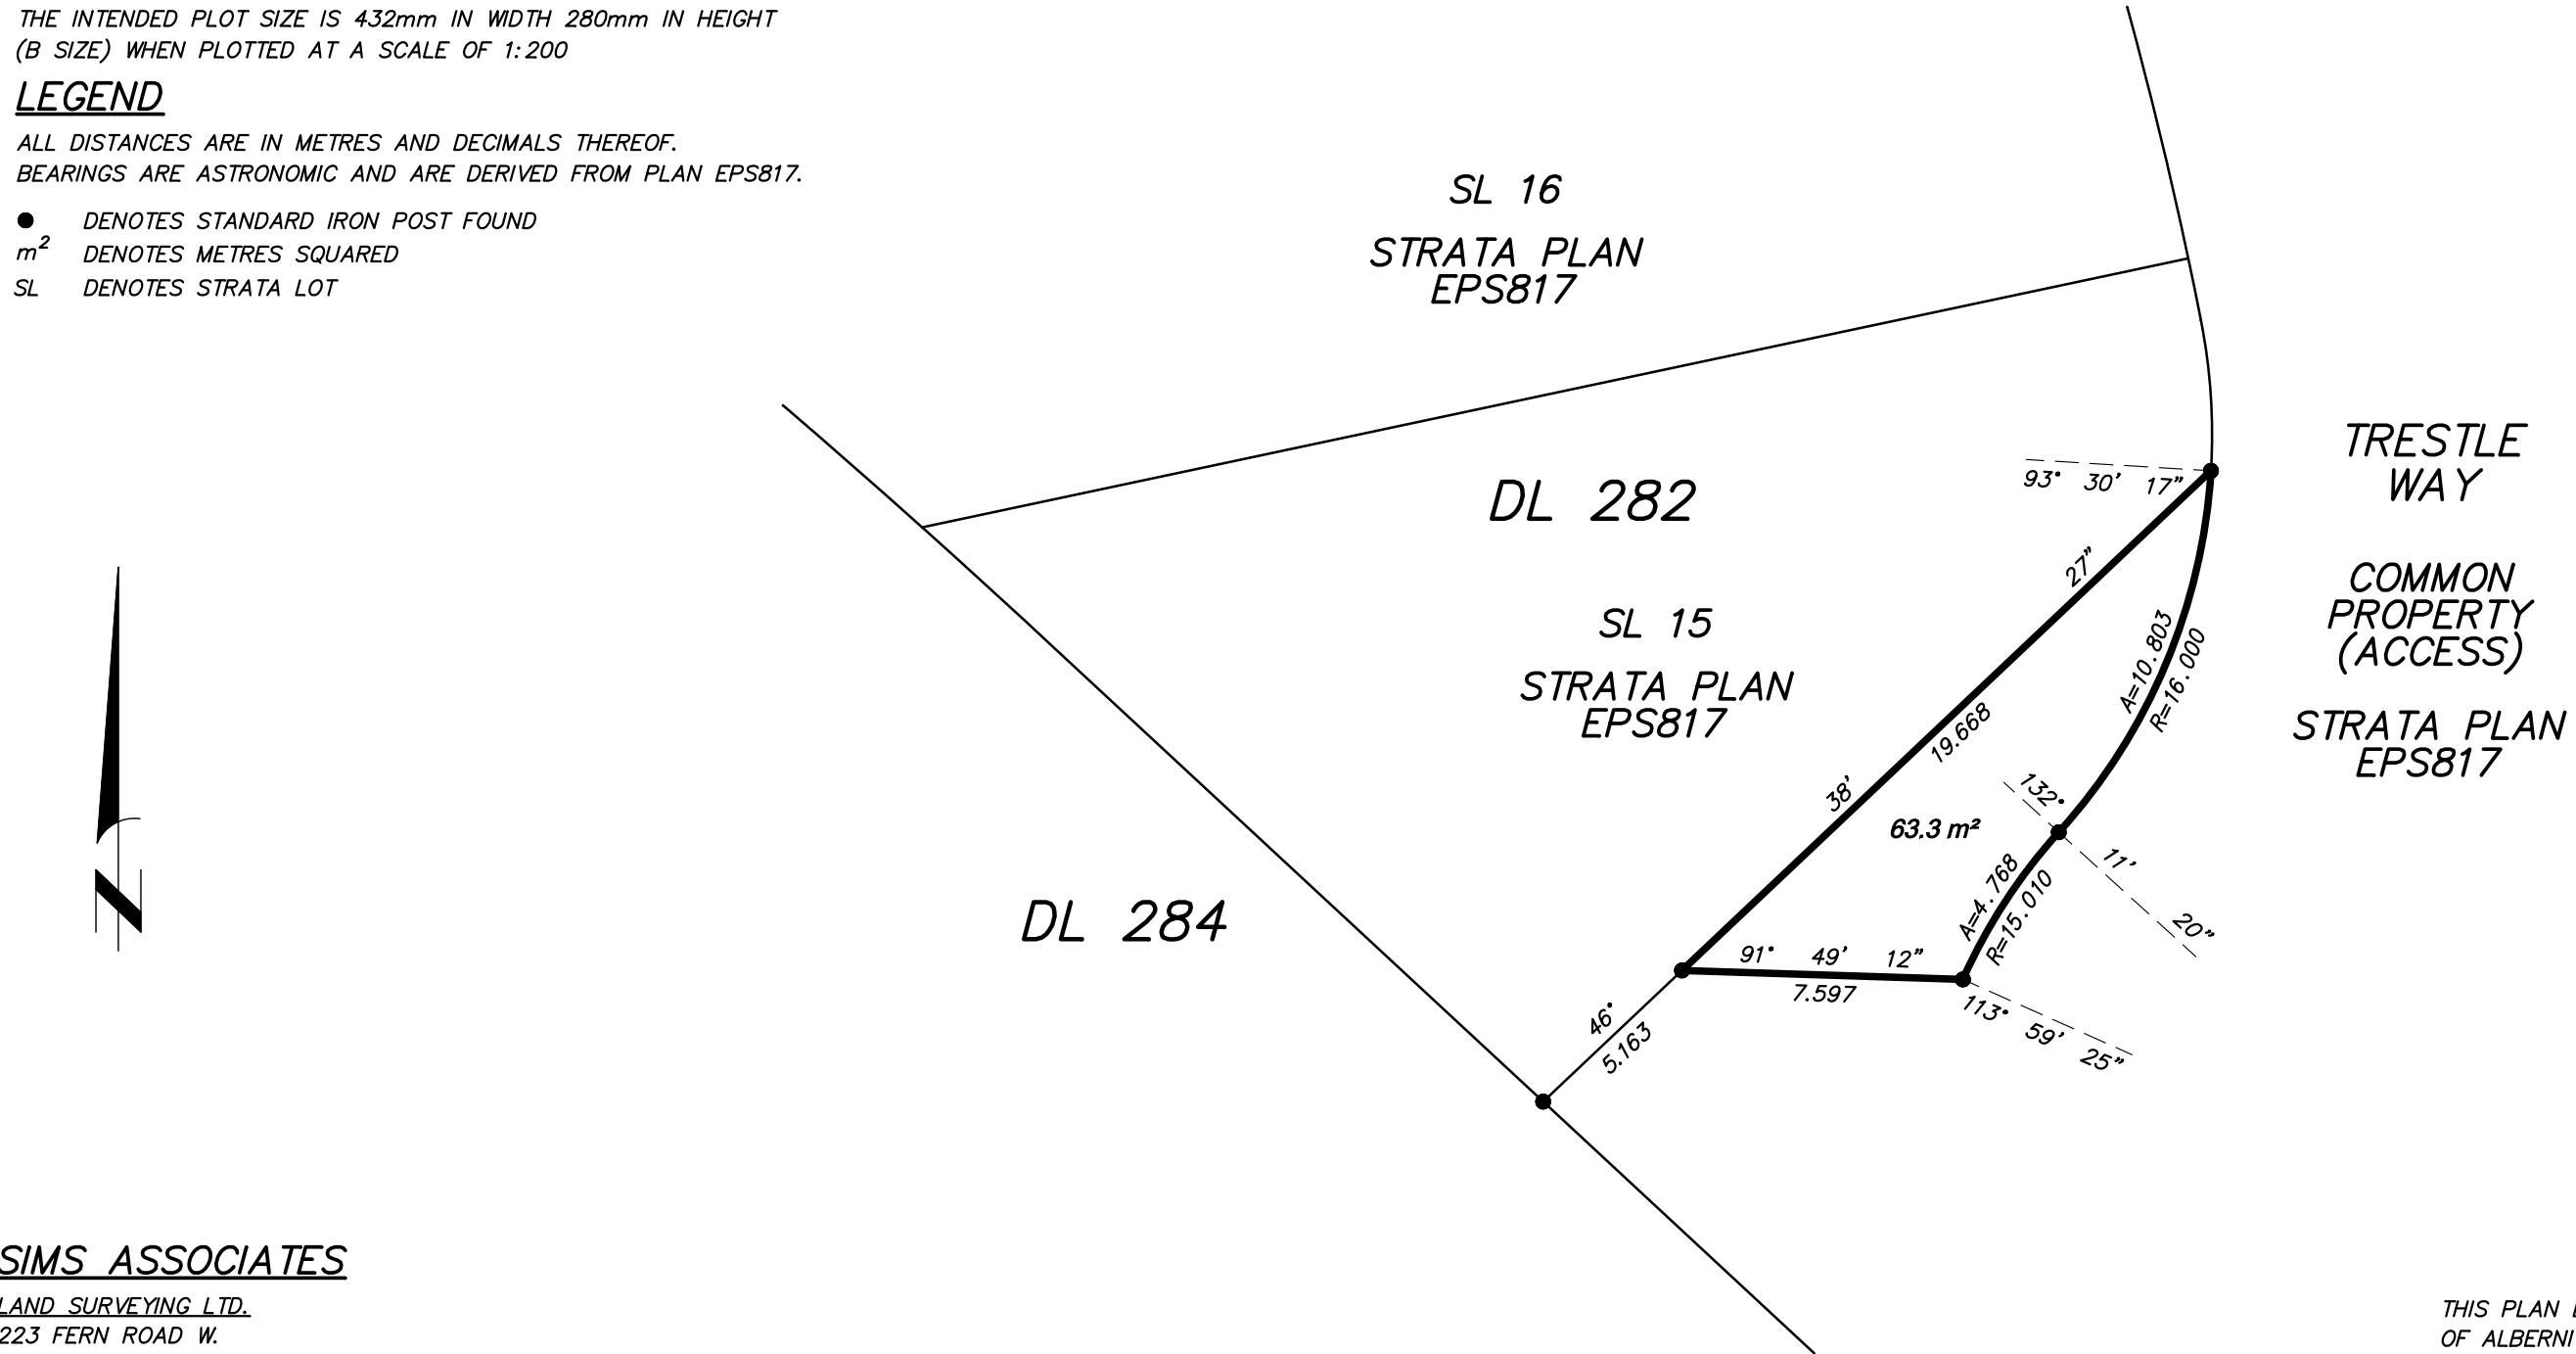 THE INTENDED PLOT SIZE IS 432mm IN WIDTH 280mm IN HEIGHT
(B SIZE) WHEN PLOTTED AT A SCALE OF 1:200
LEGEND
ALL DISTANCES ARE IN METRES AND DECIMALS THEREOF.
BEARINGS ARE ASTRONOMIC AND ARE DERIVED FROM PLAN EPS817.
DENOTES STANDARD IRON POST FOUND
m² DENOTES METRES SQUARED
SL DENOTES STRATA LOT
SL 16
STRATA PLAN
EPS817
DL 282
93° 30' 17"
TRESTLE
WAY
COMMON
PROPERTY
(ACCESS)
STRATA PLAN
EPS817
SL 15
STRATA PLAN
EPS817
46° 38' 27"
19.668
A=10.803
R=16.000
63.3 m²
132° 11' 20"
A=4.768
R=15.010
91° 49' 12"
7.597
113° 59' 25"
5.163
DL 284
N
SIMS ASSOCIATES
LAND SURVEYING LTD.
223 FERN ROAD W.
THIS PLAN
OF ALBERNI